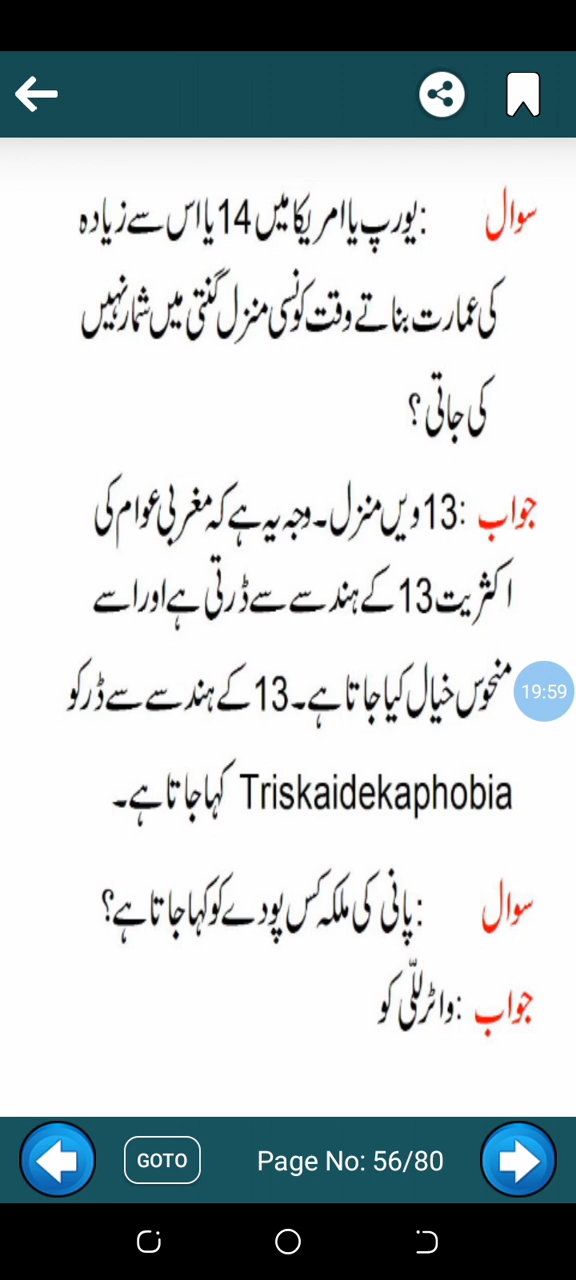 سوال :یورپ یا امریکا میں 14 یا اس سے زیادہ
کی عمارت بناتے وقت کونسی منزل گنتی میں شمار نہیں
کی جاتی؟
جواب :13 ویں منزل۔ وجہ یہ ہے کہ مغربی عوام کی
اکثریت 13 کے ہندسے سے ڈرتی ہے اور اسے
منحوس خیال کیا جاتا ہے۔ 13 کے ہندسے سے ڈر کو
19:59
Triskaidekaphobia کہا جاتا ہے۔
سوال :پانی کی ملکہ کس پودے کو کہا جاتا ہے؟
جواب :واٹر للّی کو
GOTO
Page No: 56/80